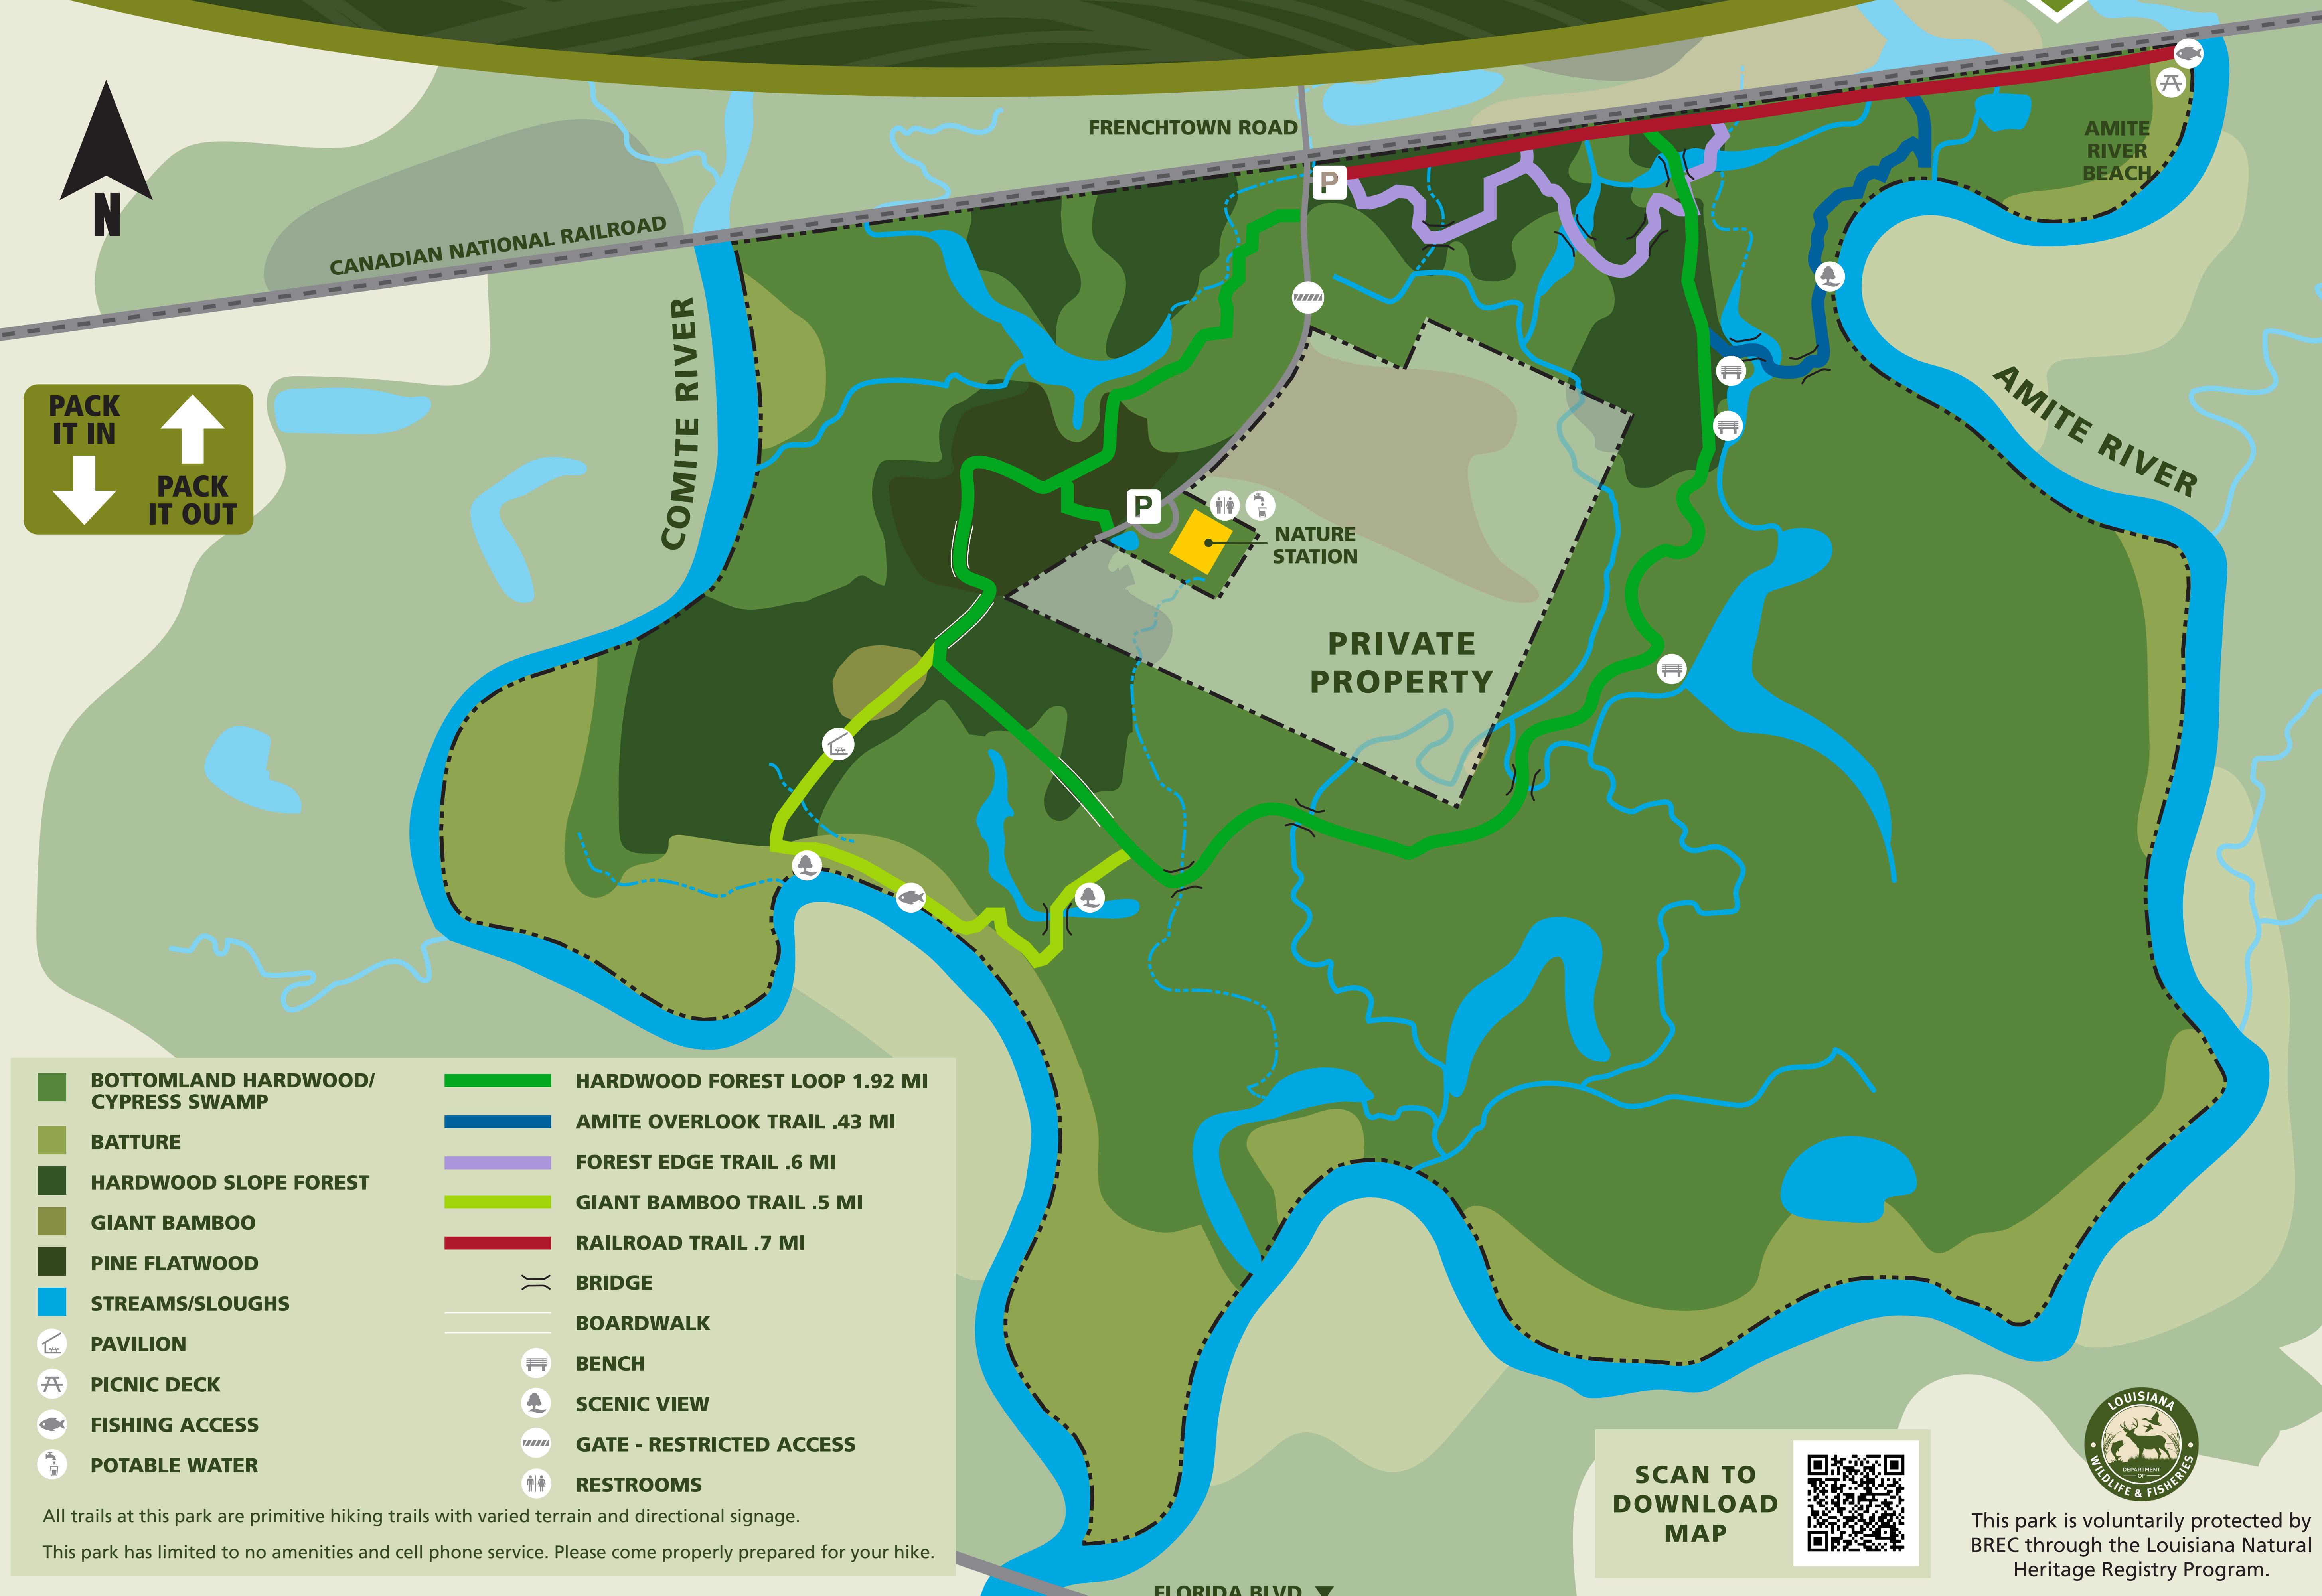 FRENCHTOWN ROAD
CANADIAN NATIONAL RAILROAD
N
P
AMITE
RIVER
BEACH
COMITE RIVER
AMITE RIVER
PACK
IT IN
PACK
IT OUT
P
NATURE
STATION
PRIVATE
PROPERTY
BOTTOMLAND HARDWOOD/
CYPRESS SWAMP
BATTURE
HARDWOOD SLOPE FOREST
GIANT BAMBOO
PINE FLATWOOD
STREAMS/SLOUGHS
PAVILION
PICNIC DECK
FISHING ACCESS
POTABLE WATER
HARDWOOD FOREST LOOP 1.92 MI
AMITE OVERLOOK TRAIL .43 MI
FOREST EDGE TRAIL .6 MI
GIANT BAMBOO TRAIL .5 MI
RAILROAD TRAIL .7 MI
BRIDGE
BOARDWALK
BENCH
SCENIC VIEW
GATE - RESTRICTED ACCESS
RESTROOMS
All trails at this park are primitive hiking trails with varied terrain and directional signage.
This park has limited to no amenities and cell phone service. Please come properly prepared for your hike.
FLORIDA BLVD
SCAN TO
DOWNLOAD
MAP
LOUISIANA
DEPARTMENT
OF
WILDLIFE & FISHERIES
This park is voluntarily protected by
BREC through the Louisiana Natural
Heritage Registry Program.